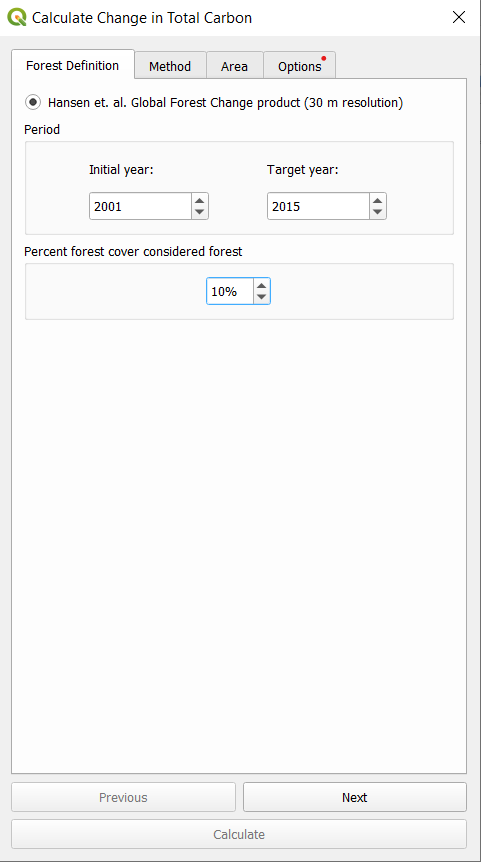 Calculate Change in Total Carbon
Forest Definition Method Area Options
Hansen et. al. Global Forest Change product (30 m resolution)
Period
Initial year: Target year:
2001 2015
Percent forest cover considered forest
10%
Previous Next
Calculate